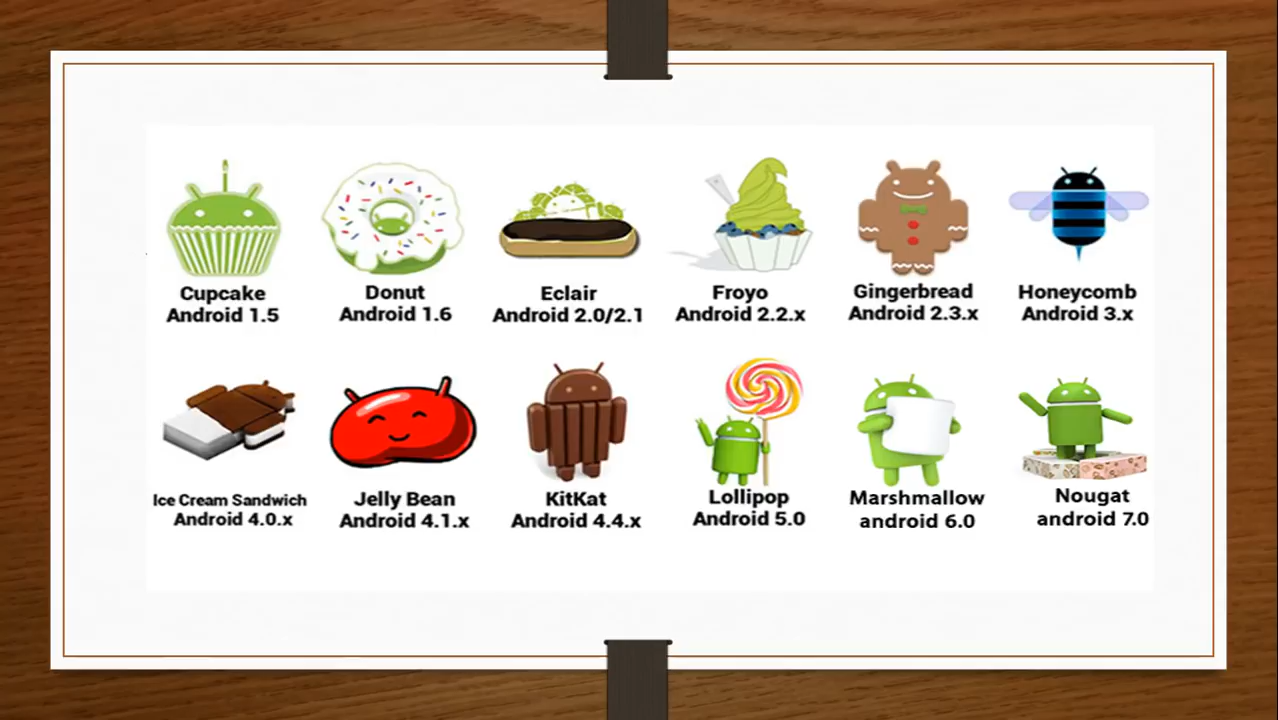 Cupcake
Android 1.5
Donut
Android 1.6
Eclair
Android 2.0/2.1
Froyo
Android 2.2.x
Gingerbread
Android 2.3.x
Honeycomb
Android 3.x
Ice Cream Sandwich
Android 4.0.x
Jelly Bean
Android 4.1.x
KitKat
Android 4.4.x
Lollipop
Android 5.0
Marshmallow
android 6.0
Nougat
android 7.0